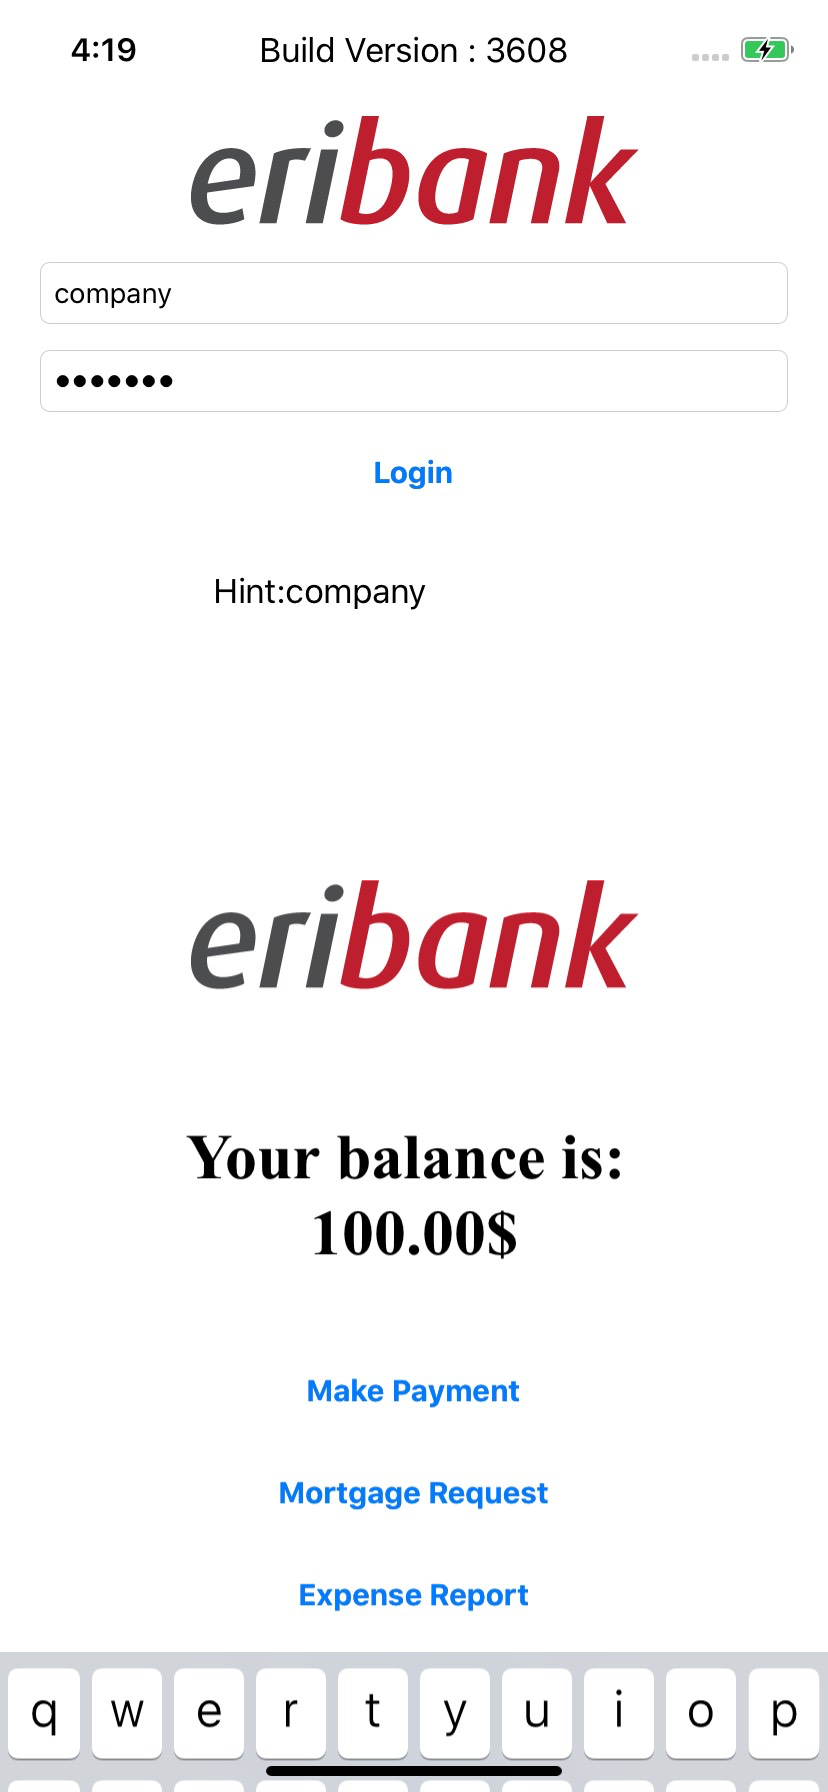 4:19
Build Version : 3608
eribank
company
•••••••
Login
Hint:company
eribank
Your balance is:
100.00$
Make Payment
Mortgage Request
Expense Report
q w e r t y u i o p